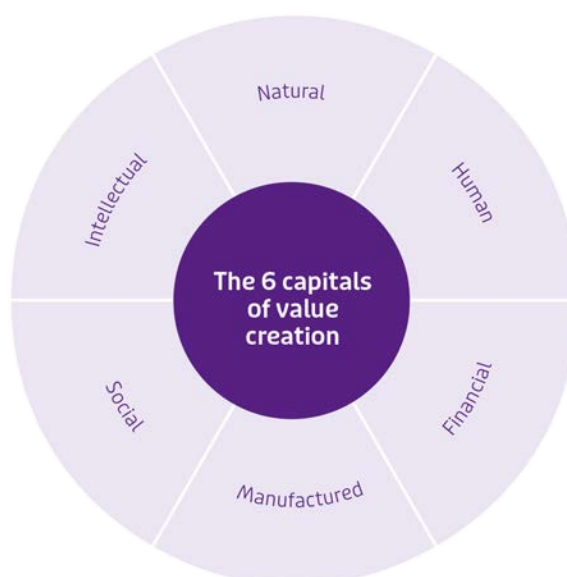 Natural
Human
Financial
Manufactured
Social
Intellectual
The 6 capitals
of value
creation